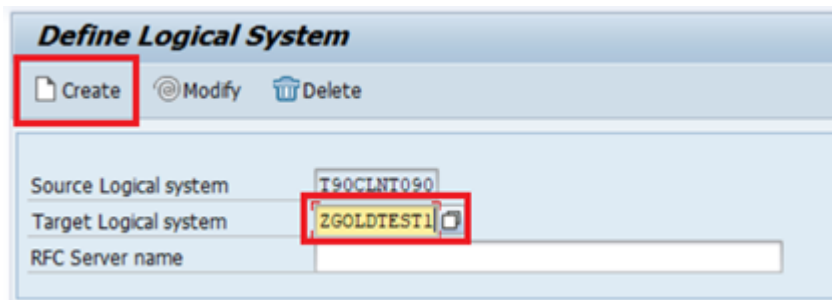 Define Logical System
Create Modify Delete
Source Logical system T90CLNT090
Target Logical system ZGOLDTEST1
RFC Server name